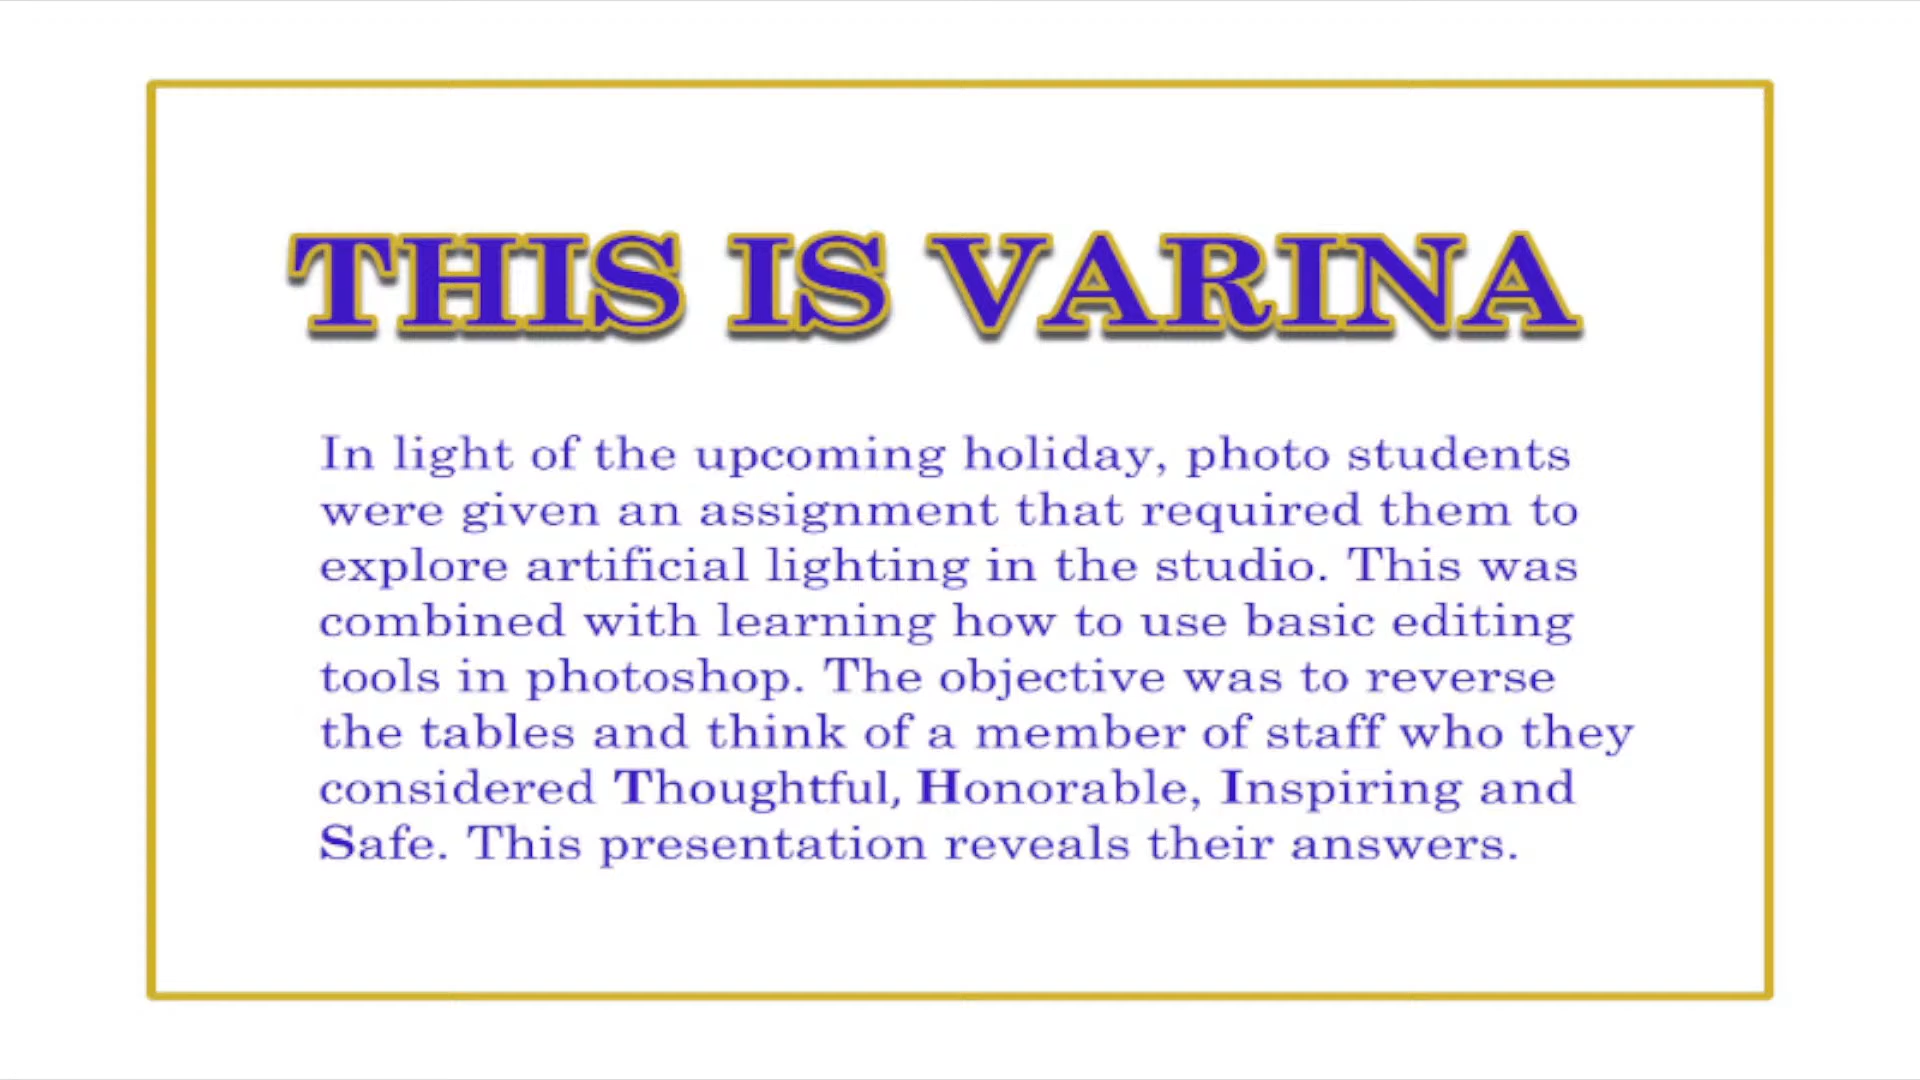 THIS IS VARINA
In light of the upcoming holiday, photo students
were given an assignment that required them to
explore artificial lighting in the studio. This was
combined with learning how to use basic editing
tools in photoshop. The objective was to reverse
the tables and think of a member of staff who they
considered Thoughtful, Honorable, Inspiring and
Safe. This presentation reveals their answers.